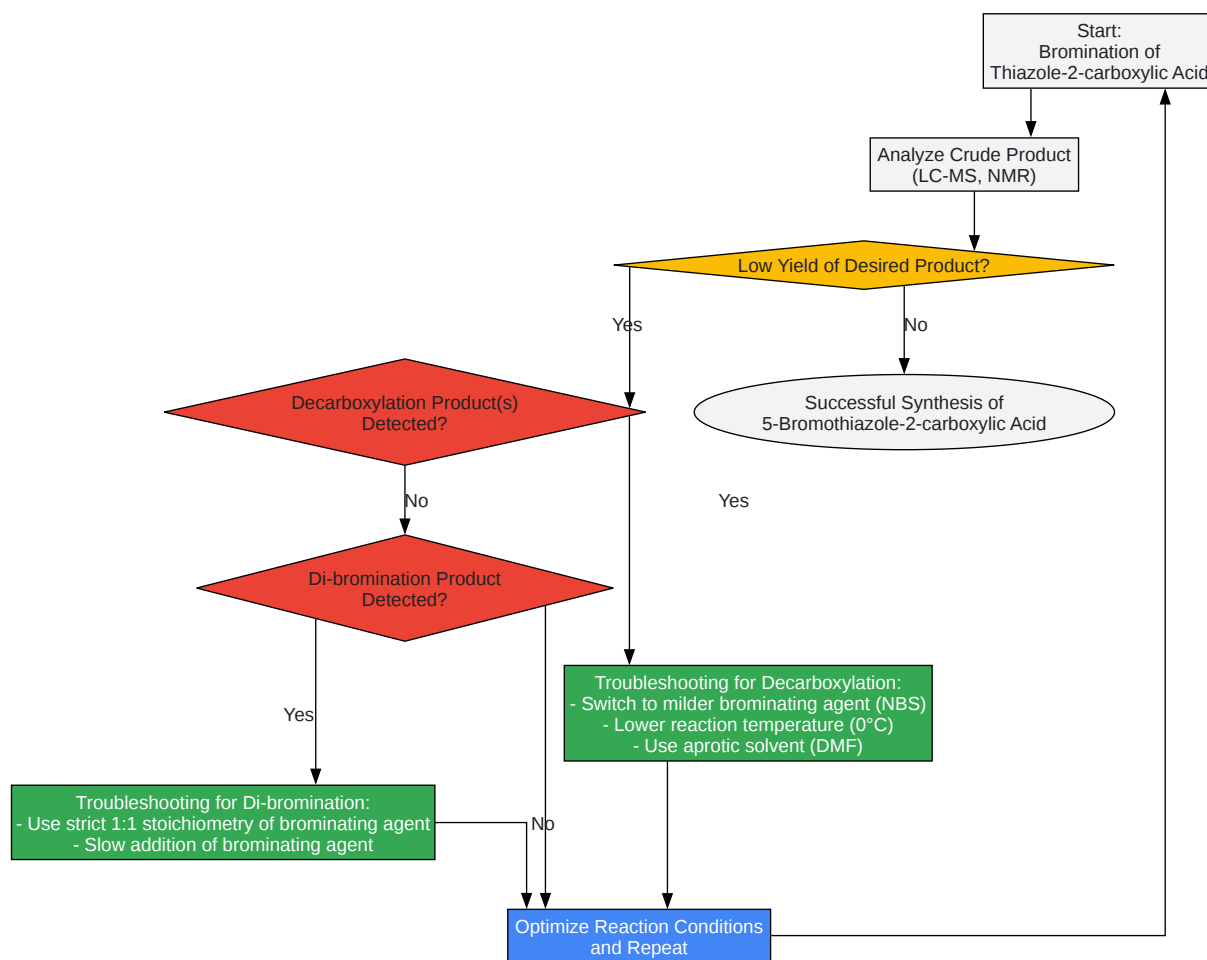 Start:
Bromination of
Thiazole-2-carboxylic Acid
Analyze Crude Product
(LC-MS, NMR)
Low Yield of Desired Product?
Yes
No
Decarboxylation Product(s)
Detected?
Successful Synthesis of
5-Bromothiazole-2-carboxylic Acid
No
Yes
Di-bromination Product
Detected?
Troubleshooting for Decarboxylation:
- Switch to milder brominating agent (NBS)
- Lower reaction temperature (0°C)
- Use aprotic solvent (DMF)
Yes
Troubleshooting for Di-bromination:
- Use strict 1:1 stoichiometry of brominating agent
- Slow addition of brominating agent
No
Optimize Reaction Conditions
and Repeat